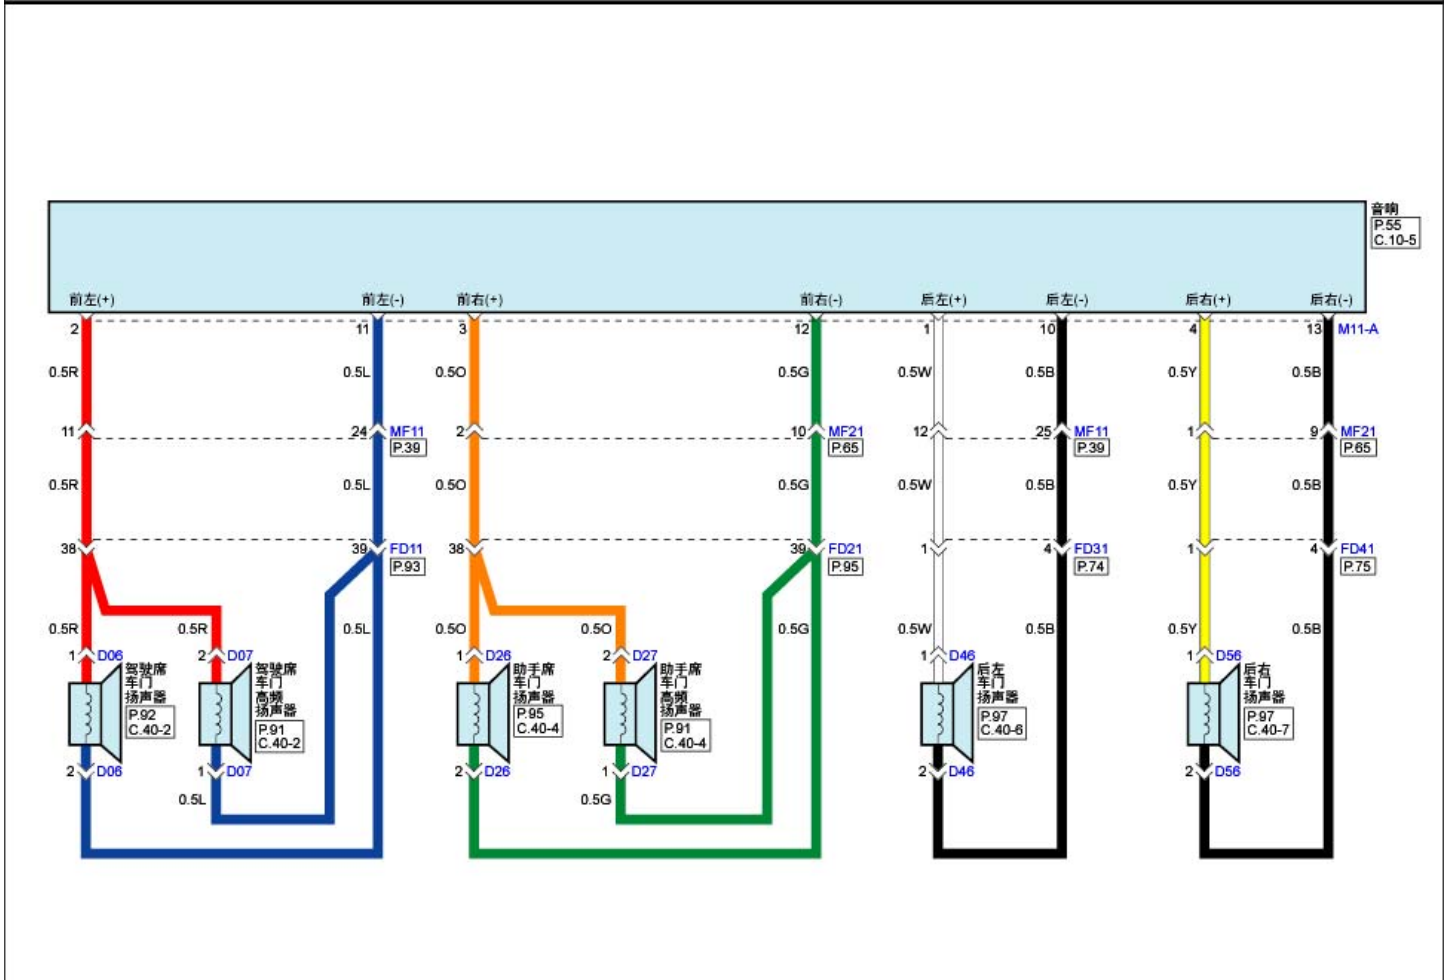 音响
P.55
C.10-5
前左(+) 前左(-) 前右(+) 前右(-) 后左(+) 后左(-) 后右(+) 后右(-)
2 11 3 12 1 10 4 13 M11-A
0.5R 0.5L 0.5O 0.5G 0.5W 0.5B 0.5Y 0.5B
11 24 MF11 2 10 MF21 12 25 MF11 1 9 MF21
P.39 P.65 P.39 P.65
0.5R 0.5L 0.5O 0.5G 0.5W 0.5B 0.5Y 0.5B
38 39 FD11 38 39 FD21 1 4 FD31 1 4 FD41
P.93 P.95 P.74 P.75
0.5R 0.5R 0.5L 0.5O 0.5O 0.5G 0.5W 0.5B 0.5Y 0.5B
1 D06 2 D07 1 D26 2 D27 1 D46 1 D56
驾驶席
车门
扬声器
P.92
C.40-2
驾驶席
车门
高频
扬声器
P.91
C.40-2
助手席
车门
扬声器
P.95
C.40-4
助手席
车门
高频
扬声器
P.91
C.40-4
后左
车门
扬声器
P.97
C.40-6
后右
车门
扬声器
P.97
C.40-7
2 D06 1 D07 2 D26 1 D27 2 D46 2 D56
0.5L 0.5G